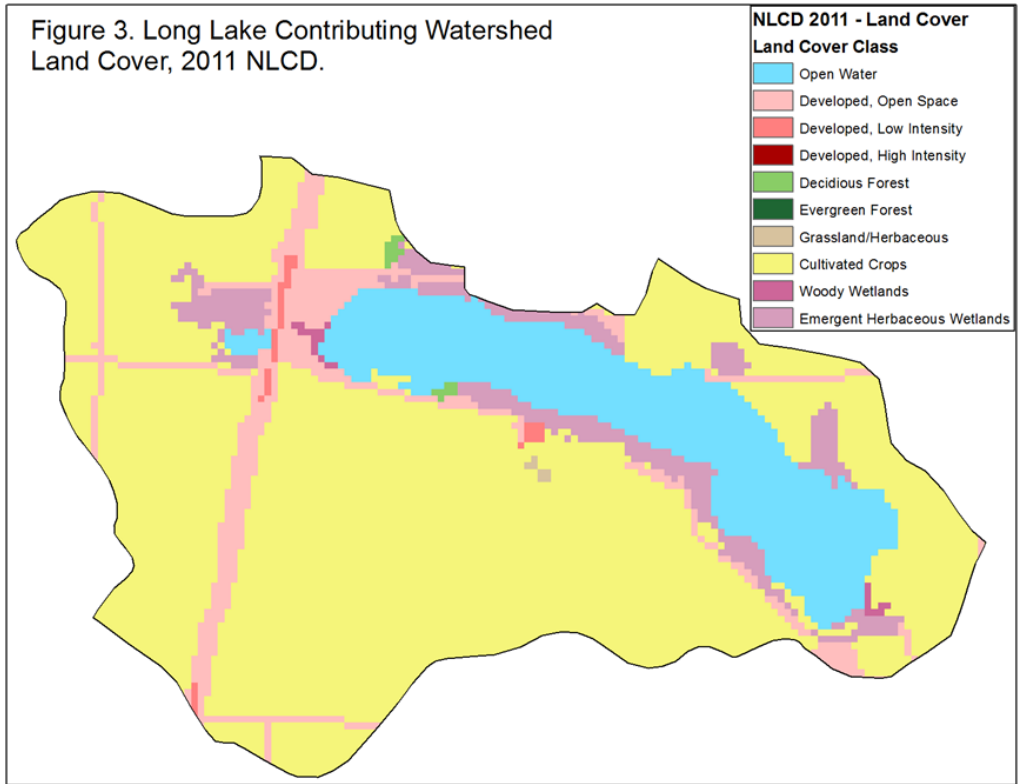 Figure 3. Long Lake Contributing Watershed
Land Cover, 2011 NLCD.
NLCD 2011 - Land Cover
Land Cover Class
Open Water
Developed, Open Space
Developed, Low Intensity
Developed, High Intensity
Decidious Forest
Evergreen Forest
Grassland/Herbaceous
Cultivated Crops
Woody Wetlands
Emergent Herbaceous Wetlands